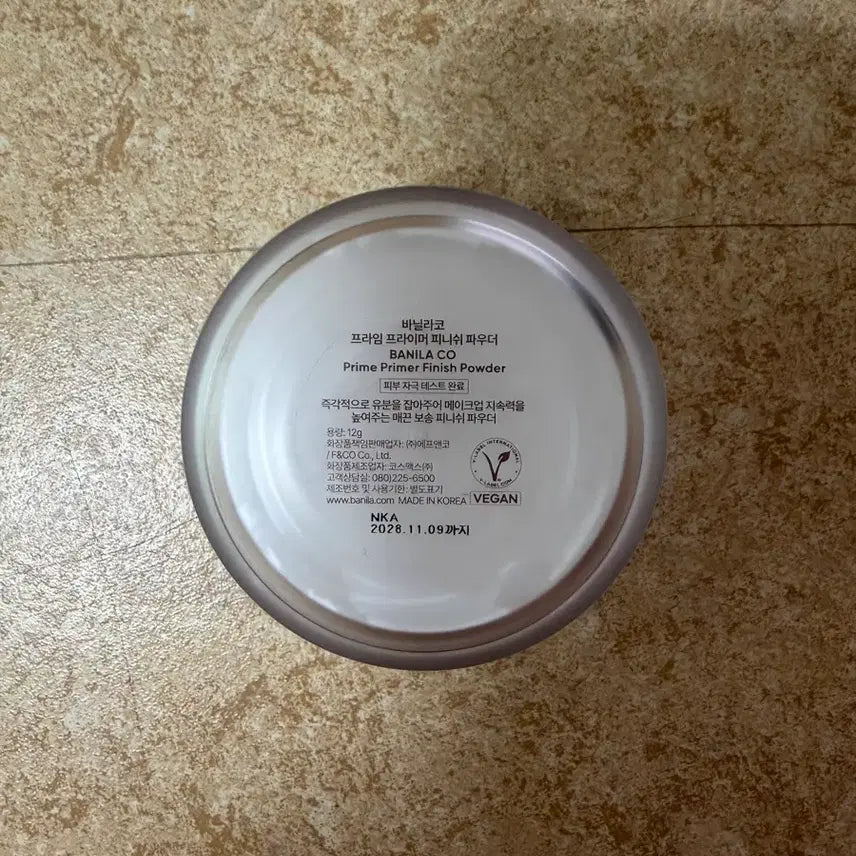 바닐라코
프라임 프라이머 피니쉬 파우더
BANILA CO
Prime Primer Finish Powder
피부 자극 테스트 완료
즉각적으로 유분을 잡아주어 메이크업 지속력을
높여주는 매끈 보송 피니쉬 파우더
용량: 12g
화장품책임판매업자: (주)에프앤코
/ F&CO Co., Ltd.
화장품제조업자: 코스맥스(주)
고객상담실: 080)225-6500
제조번호 및 사용기한: 별도표기
www.banila.com MADE IN KOREA
V-LABEL INTERNATIONAL
V-LABEL.COM
VEGAN
NKA
2028.11.09까지